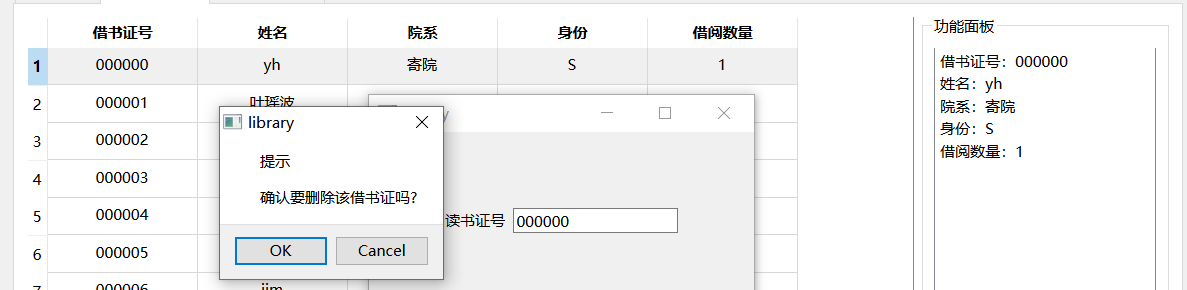 借书证号 姓名 院系 身份 借阅数量
1 000000 yh 寄院 S 1
2 000001 叶瑶波
3 000002
4 000003
5 000004
6 000005
7 000006 jim
library
提示
确认要删除该借书证吗?
OK Cancel
读书证号 000000
功能面板
借书证号：000000
姓名：yh
院系：寄院
身份：S
借阅数量：1